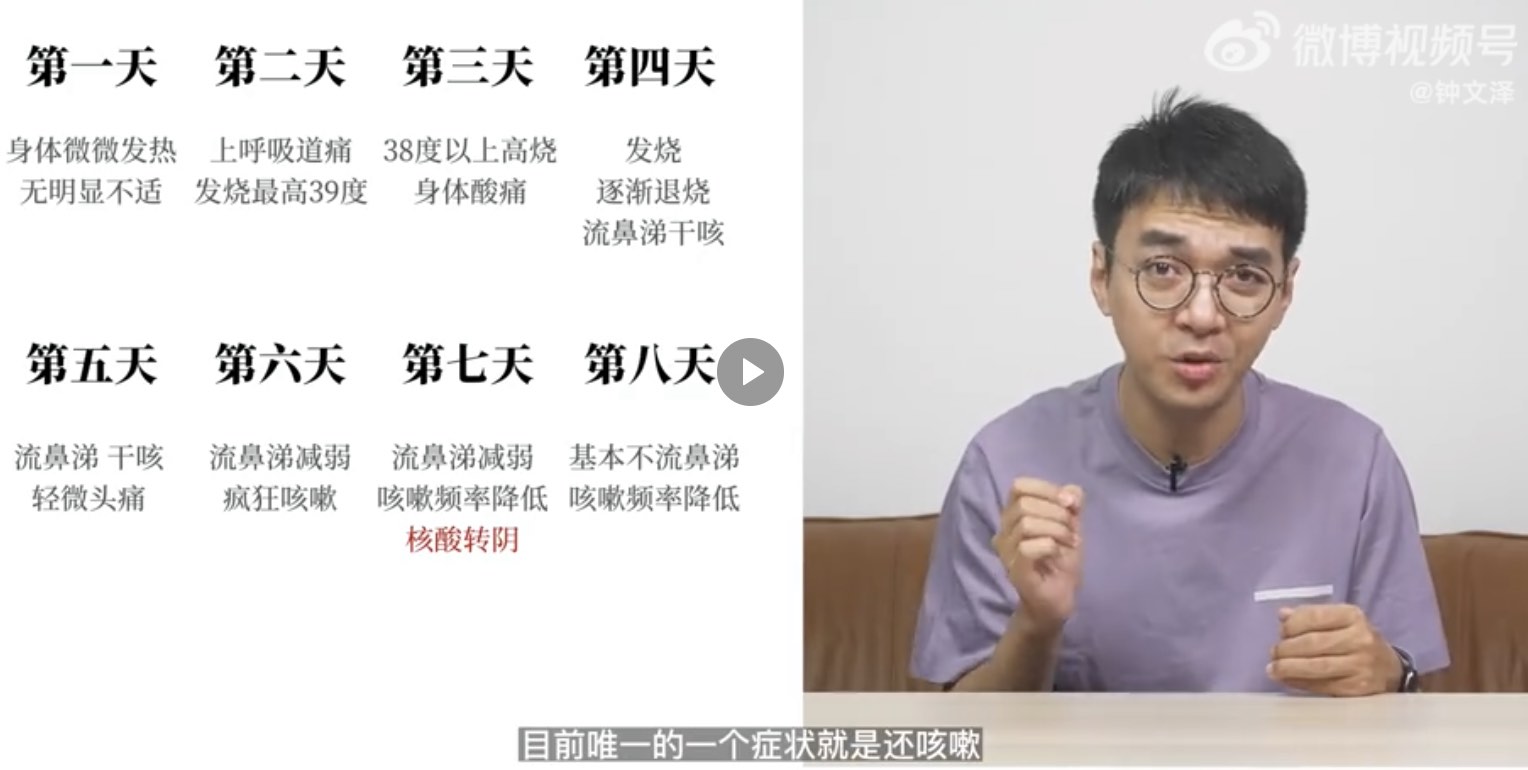 第一天
身体微微发热
无明显不适
第二天
上呼吸道痛
发烧最高39度
第三天
38度以上高烧
身体酸痛
第四天
发烧
逐渐退烧
流鼻涕干咳
第五天
流鼻涕 干咳
轻微头痛
第六天
流鼻涕减弱
疯狂咳嗽
第七天
流鼻涕减弱
咳嗽频率降低
核酸转阴
第八天
基本不流鼻涕
咳嗽频率降低
微博视频号
@钟文泽
目前唯一的一个症状就是还咳嗽